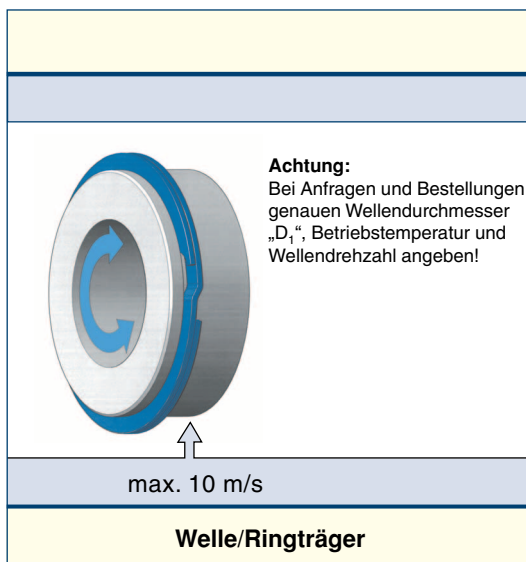 Achtung:
Bei Anfragen und Bestellungen
genauen Wellendurchmesser
„D₁“, Betriebstemperatur und
Wellendrehzahl angeben!
max. 10 m/s
Welle/Ringträger